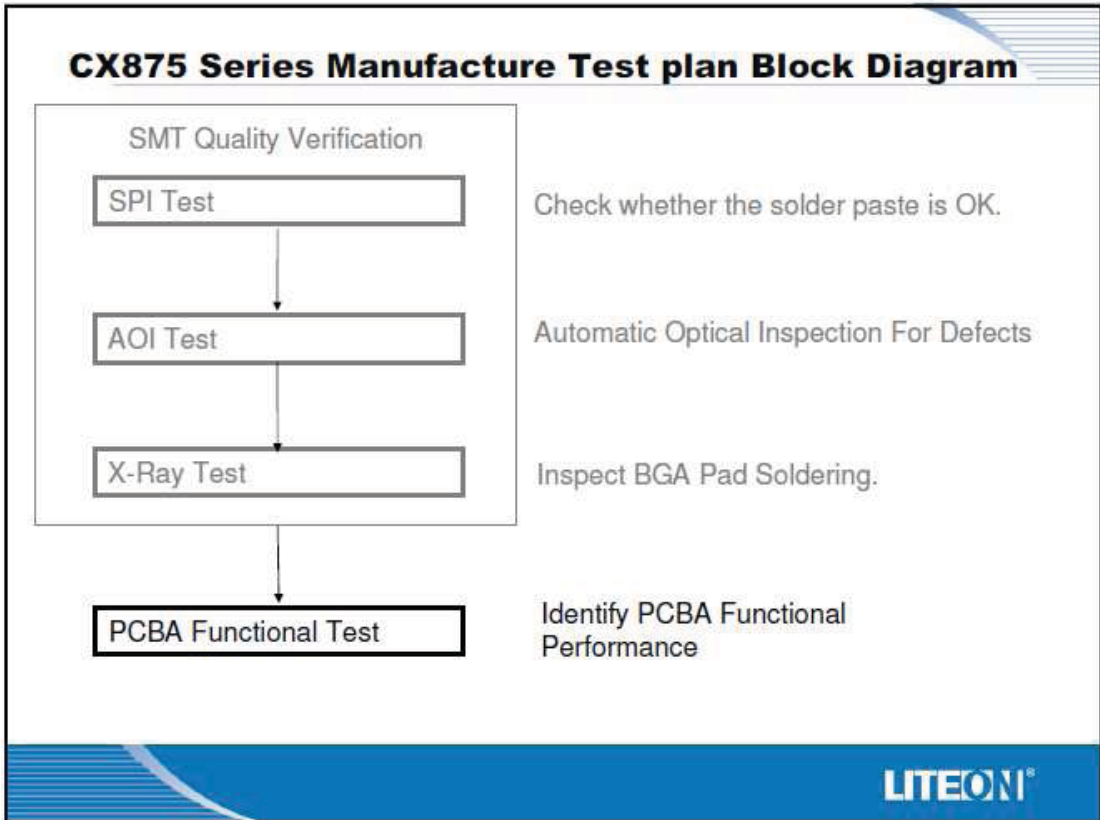 CX875 Series Manufacture Test plan Block Diagram
SMT Quality Verification
SPI Test
Check whether the solder paste is OK.
AOI Test
Automatic Optical Inspection For Defects
X-Ray Test
Inspect BGA Pad Soldering.
PCBA Functional Test
Identify PCBA Functional
Performance
LITEON®